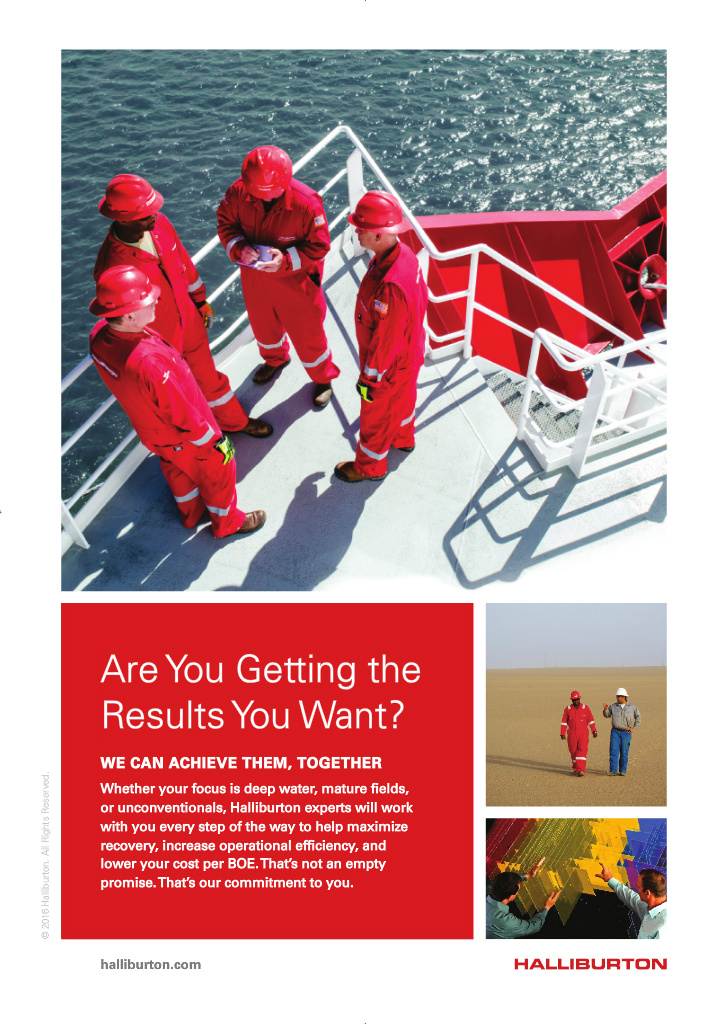 Are You Getting the
Results You Want?
WE CAN ACHIEVE THEM, TOGETHER
Whether your focus is deep water, mature fields,
or unconventionals, Halliburton experts will work
with you every step of the way to help maximize
recovery, increase operational efficiency, and
lower your cost per BOE. That's not an empty
promise. That's our commitment to you.
© 2016 Halliburton. All Rights Reserved.
halliburton.com
HALLIBURTON